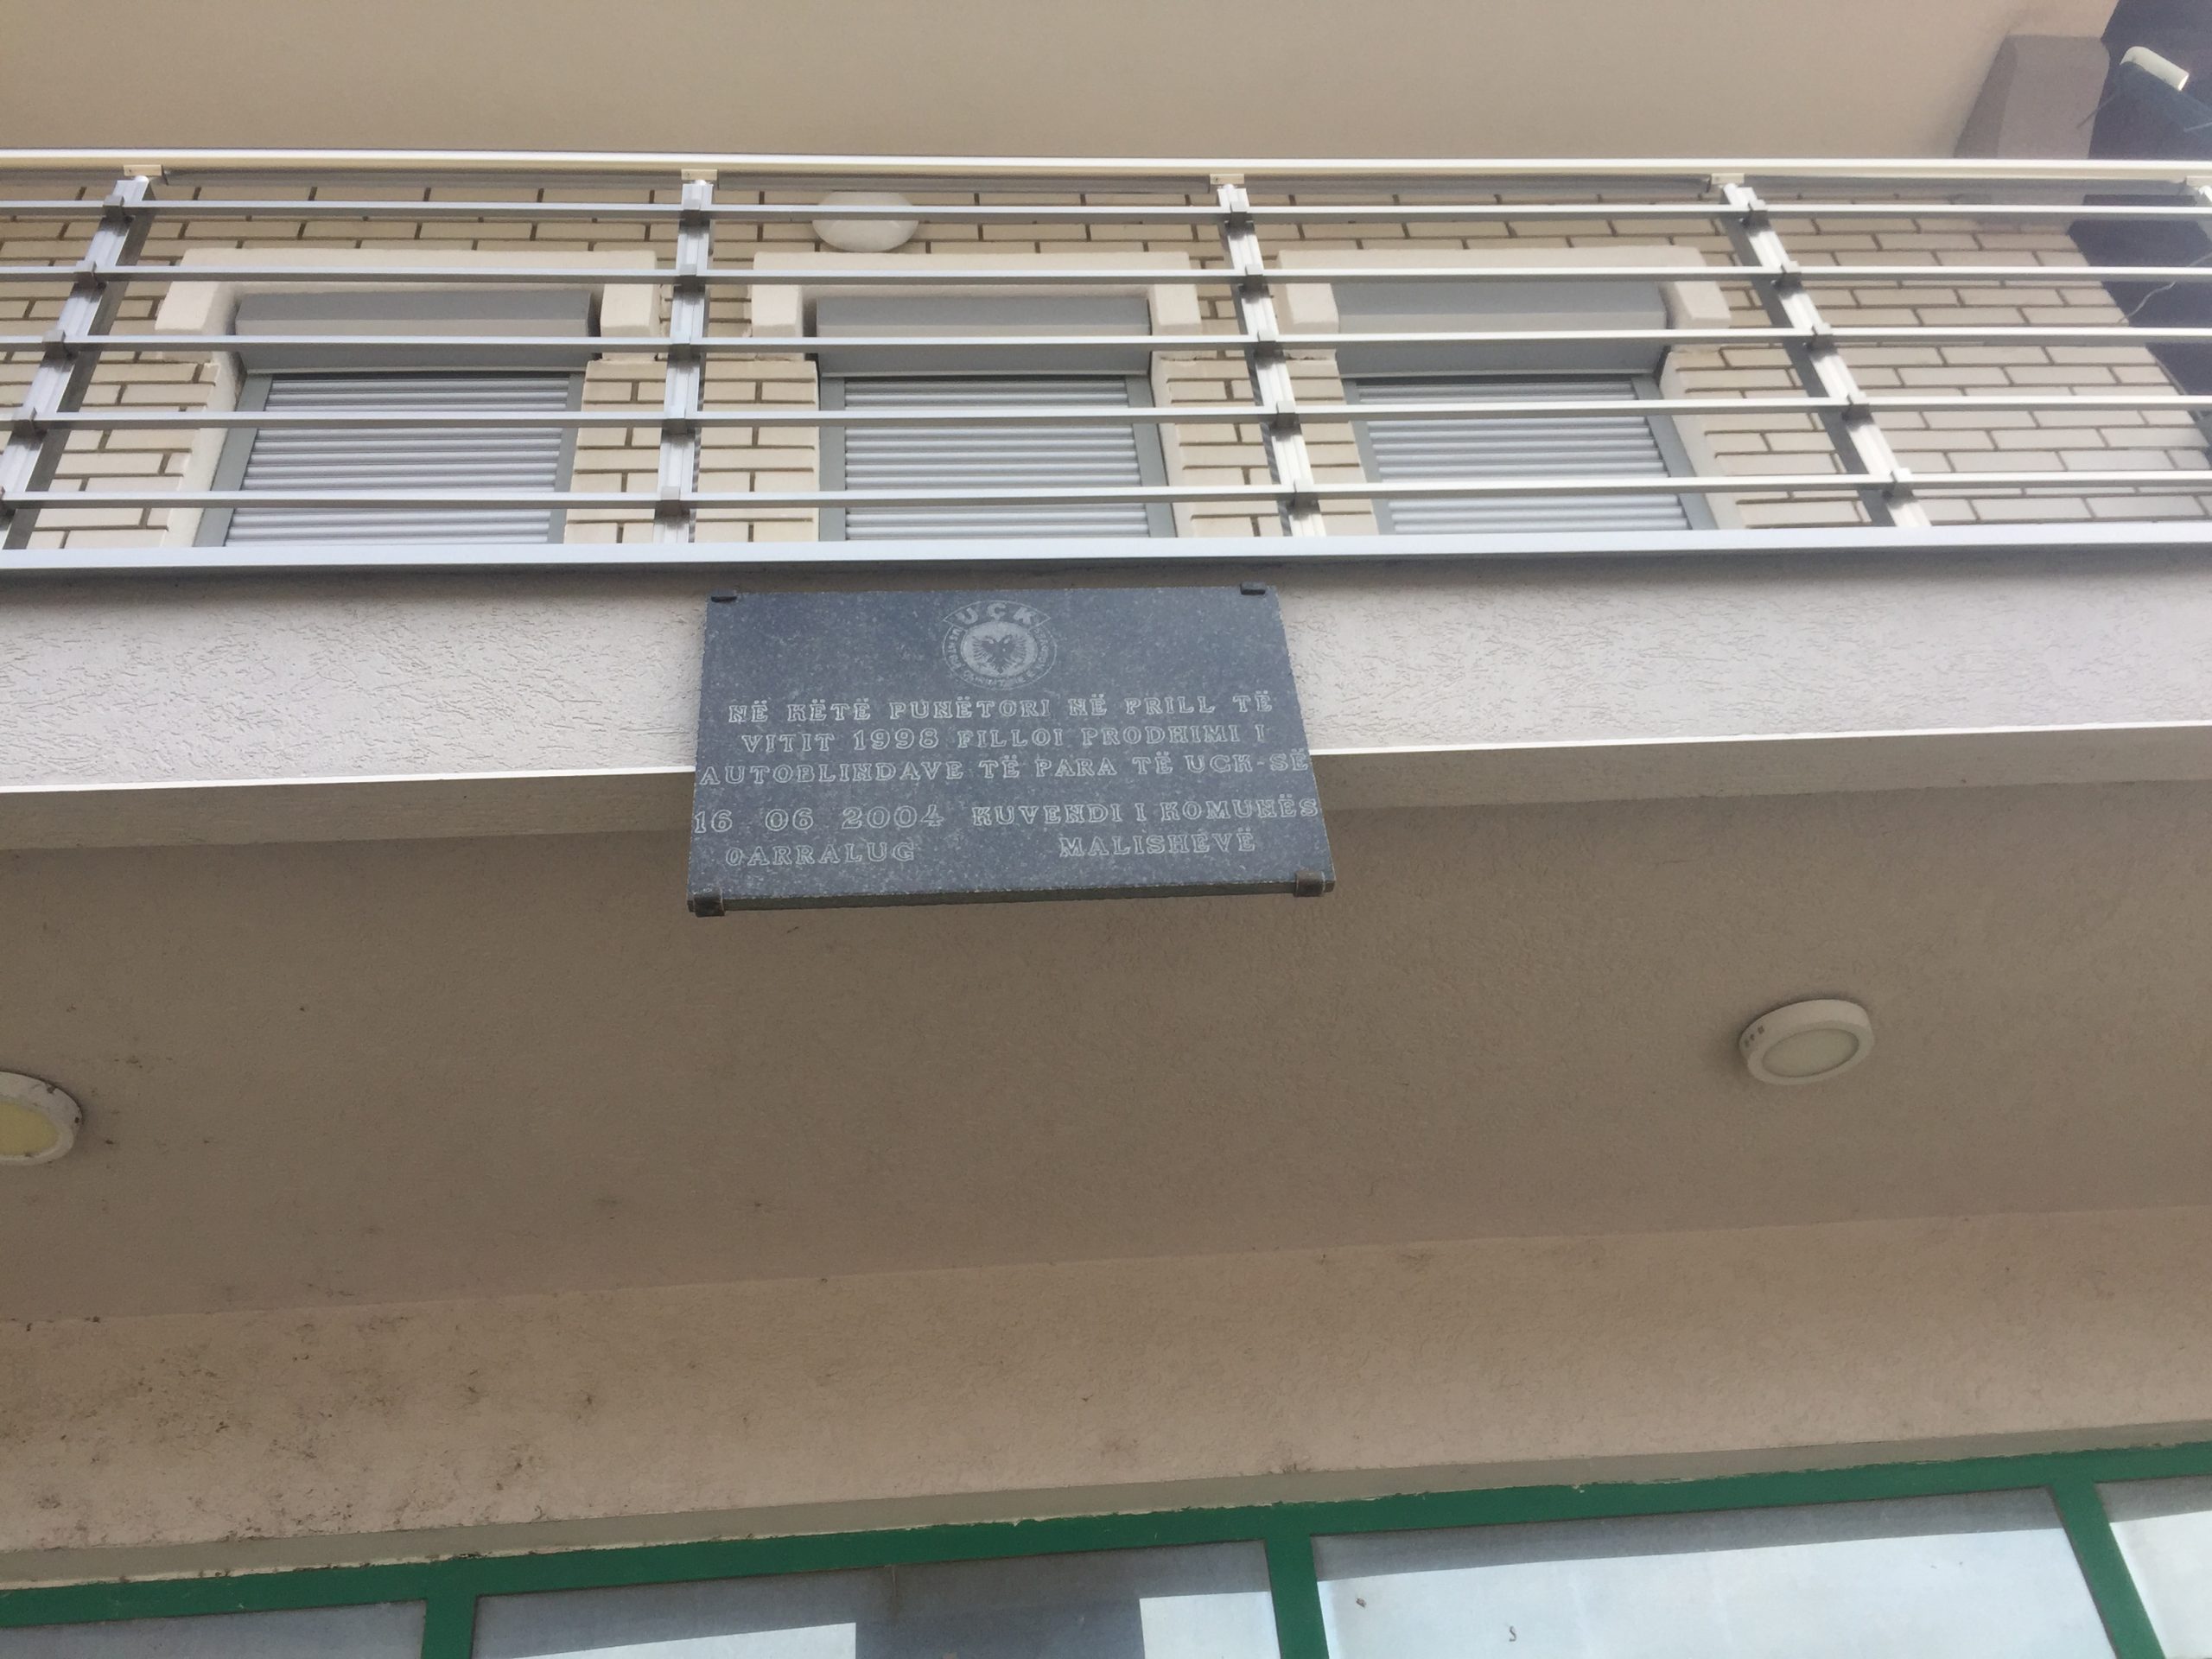 UÇK
NË KËTË PUNËTORI NË PRILL TË
VITIT 1998 FILLOI PRODHIMI I
AUTOBLINDAVE TË PARA TË UCK-SË
16 06 2004 KUVENDI I KOMUNËS
QARRALUG MALISHËVË